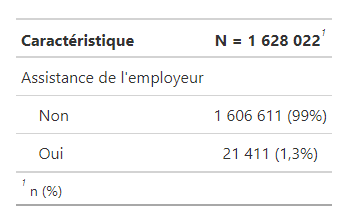 Caractéristique N = 1 628 022¹
Assistance de l'employeur
Non 1 606 611 (99%)
Oui 21 411 (1,3%)
¹ n (%)